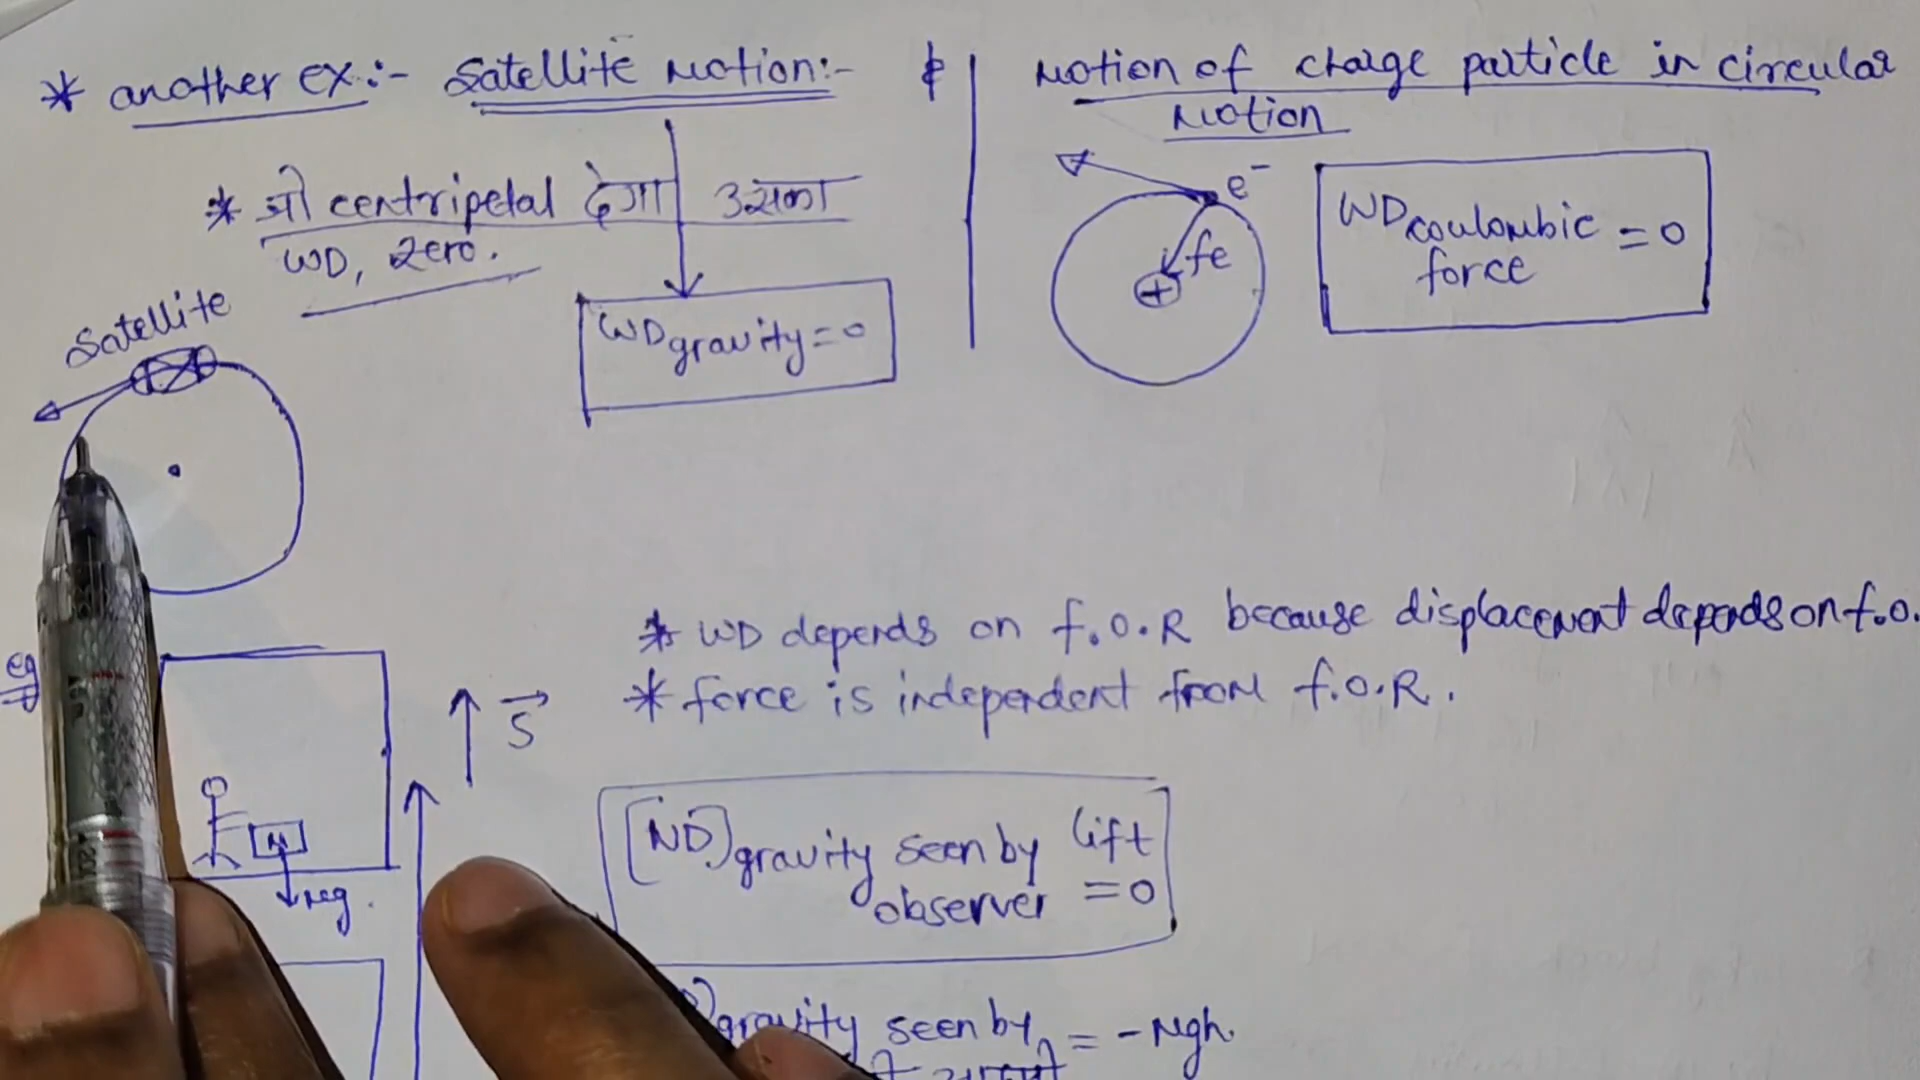 * another ex:- Satellite Motion:- &
* जो centripetal देगा उसका
WD, zero.
WDgravity=0
Satellite
Motion of charge particle in circular
Motion
e⁻
fe
+
WDcoulombic = 0
force
eg
* WD depends on f.O.R because displacement depends on f.o.
* force is independent from f.O.R.
S
M
Mg.
[WD]gravity seen by lift
observer =0
gravity seen by = -Mgh.